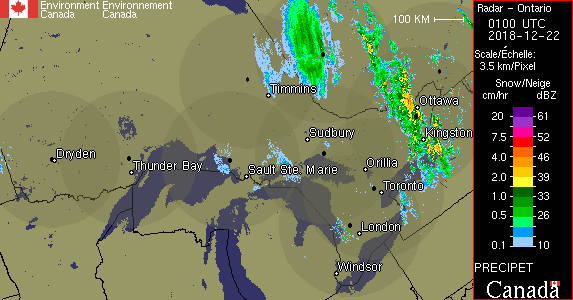 Environment Environnement
Canada Canada
100 KM
Timmins
Ottawa
Sudbury
Kingston
Dryden
Thunder Bay
Sault Ste. Marie
Orillia
Toronto
London
Windsor
Radar - Ontario
0100 UTC
2018-12-22
Scale/Échelle:
3.5 km/Pixel
Snow/Neige
cm/hr dBZ
20 61
7.5 52
4.0 46
2.0 39
1.0 33
0.5 26
0.1 10
PRECIPET
Canada